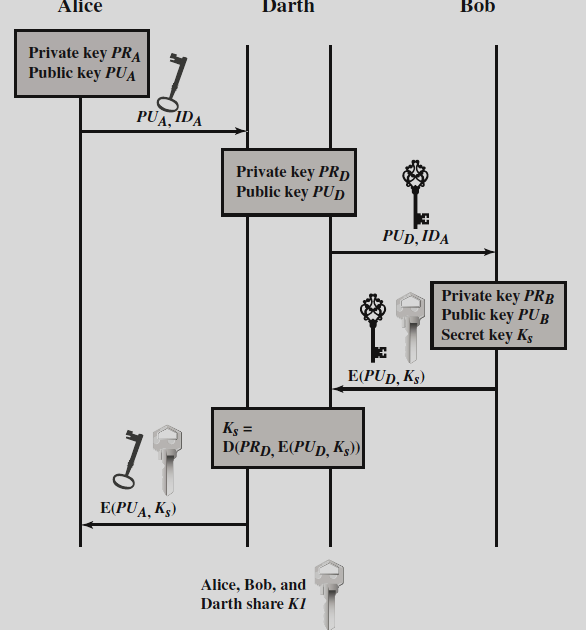 Alice Darth Bob
Private key PRA
Public key PUA
PUA, IDA
Private key PRD
Public key PUD
PUD, IDA
Private key PRB
Public key PUB
Secret key Ks
E(PUD, Ks)
Ks =
D(PRD, E(PUD, Ks))
E(PUA, Ks)
Alice, Bob, and
Darth share K1